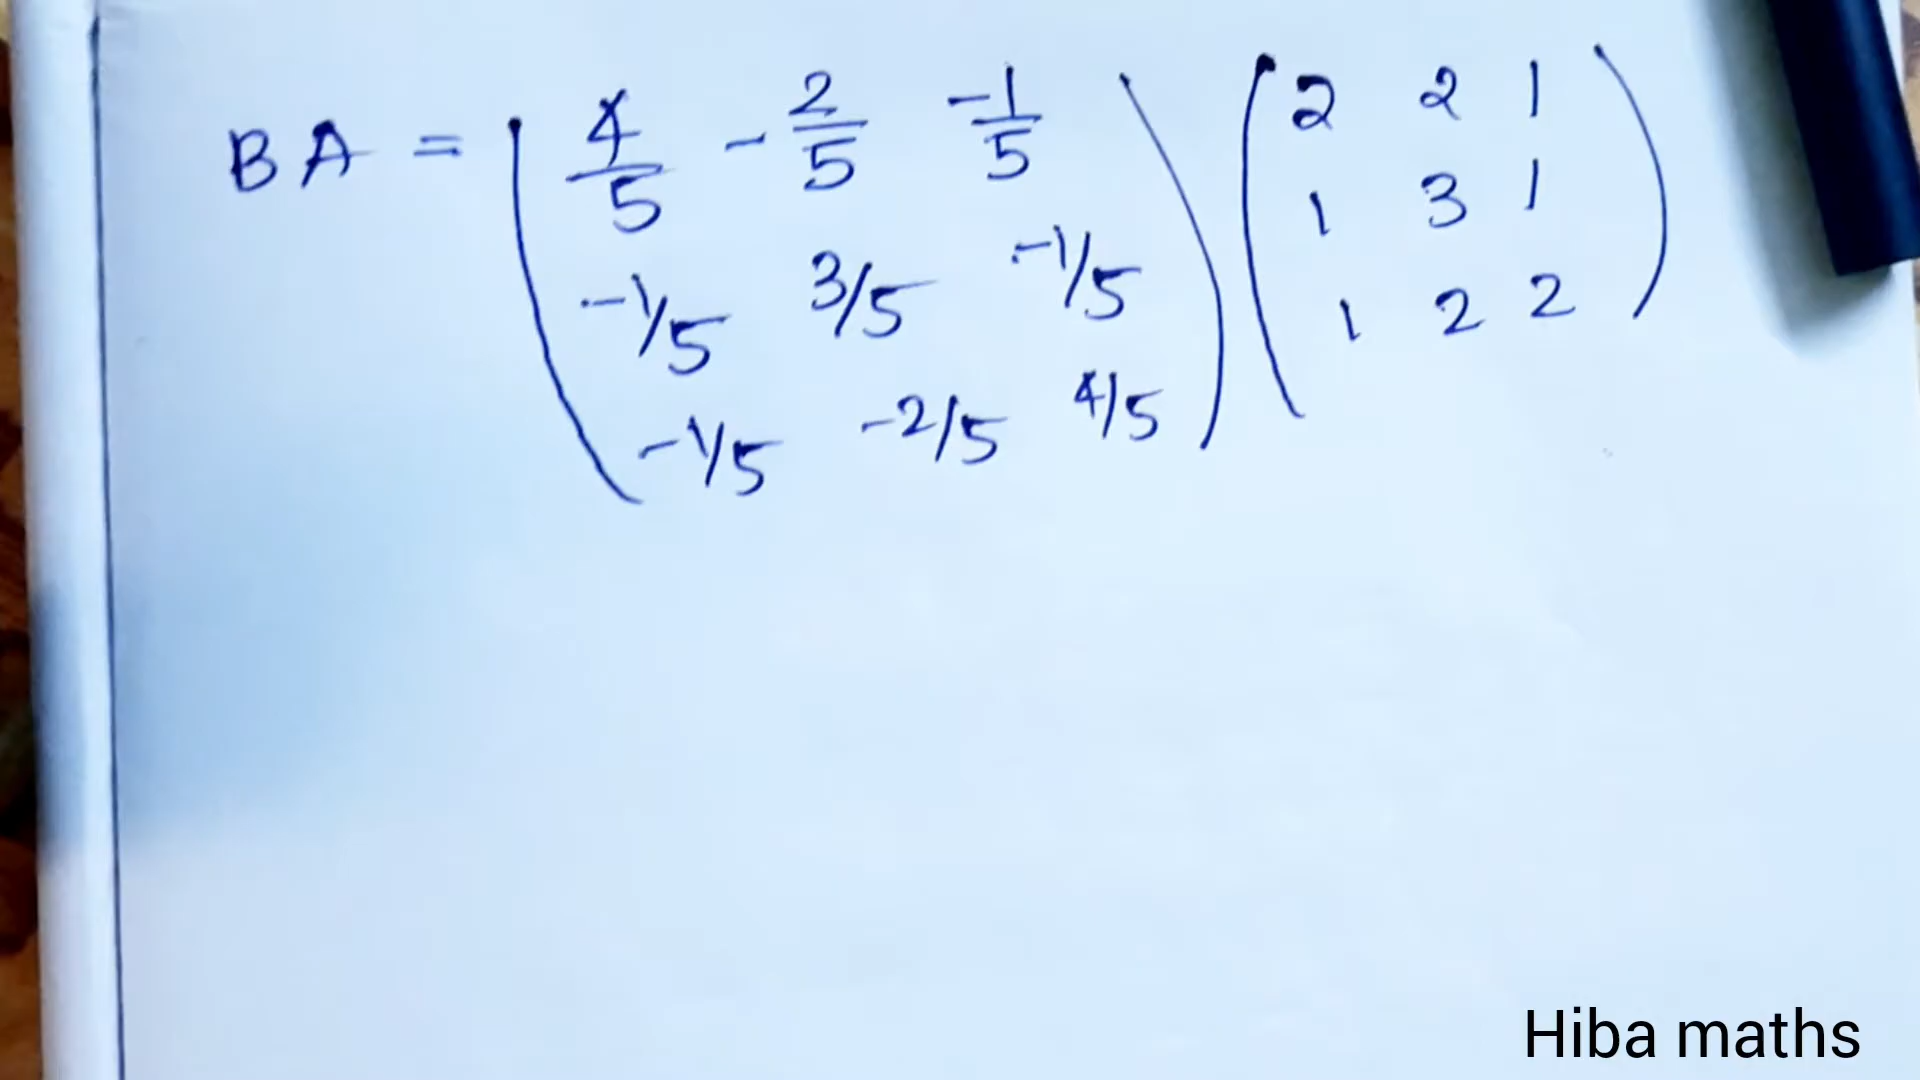 BA = ( 4/5 -2/5 -1/5 ) ( 2 2 1 )
-1/5 3/5 -1/5 1 3 1
-1/5 -2/5 4/5 1 2 2
Hiba maths